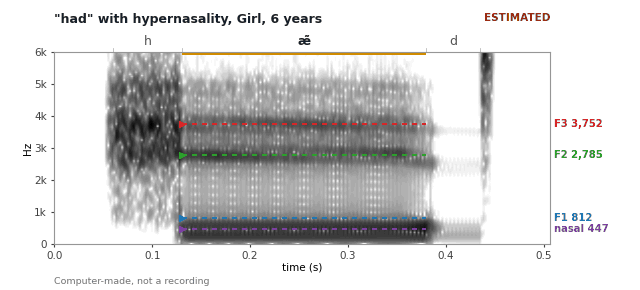 "had" with hypernasality, Girl, 6 years
ESTIMATED
h æ̃ d
6k
5k
4k
3k
2k
1k
0
Hz
F3 3,752
F2 2,785
F1 812
nasal 447
0.0 0.1 0.2 0.3 0.4 0.5
time (s)
Computer-made, not a recording